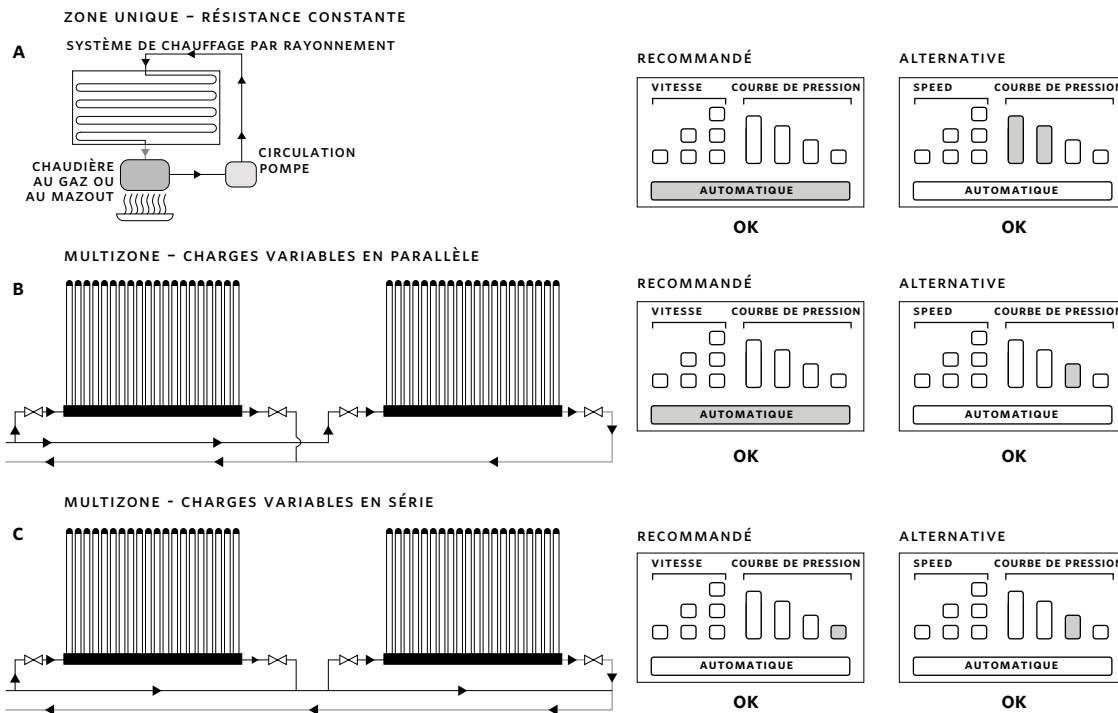 ZONE UNIQUE – RÉSISTANCE CONSTANTE
A
SYSTÈME DE CHAUFFAGE PAR RAYONNEMENT
CHAUDIÈRE
AU GAZ OU
AU MAZOUT
CIRCULATION
POMPE
RECOMMANDÉ
VITESSE
COURBE DE PRESSION
AUTOMATIQUE
OK
ALTERNATIVE
SPEED
COURBE DE PRESSION
AUTOMATIQUE
OK
MULTIZONE – CHARGES VARIABLES EN PARALLÈLE
B
RECOMMANDÉ
VITESSE
COURBE DE PRESSION
AUTOMATIQUE
OK
ALTERNATIVE
SPEED
COURBE DE PRESSION
AUTOMATIQUE
OK
MULTIZONE - CHARGES VARIABLES EN SÉRIE
C
RECOMMANDÉ
VITESSE
COURBE DE PRESSION
AUTOMATIQUE
OK
ALTERNATIVE
SPEED
COURBE DE PRESSION
AUTOMATIQUE
OK